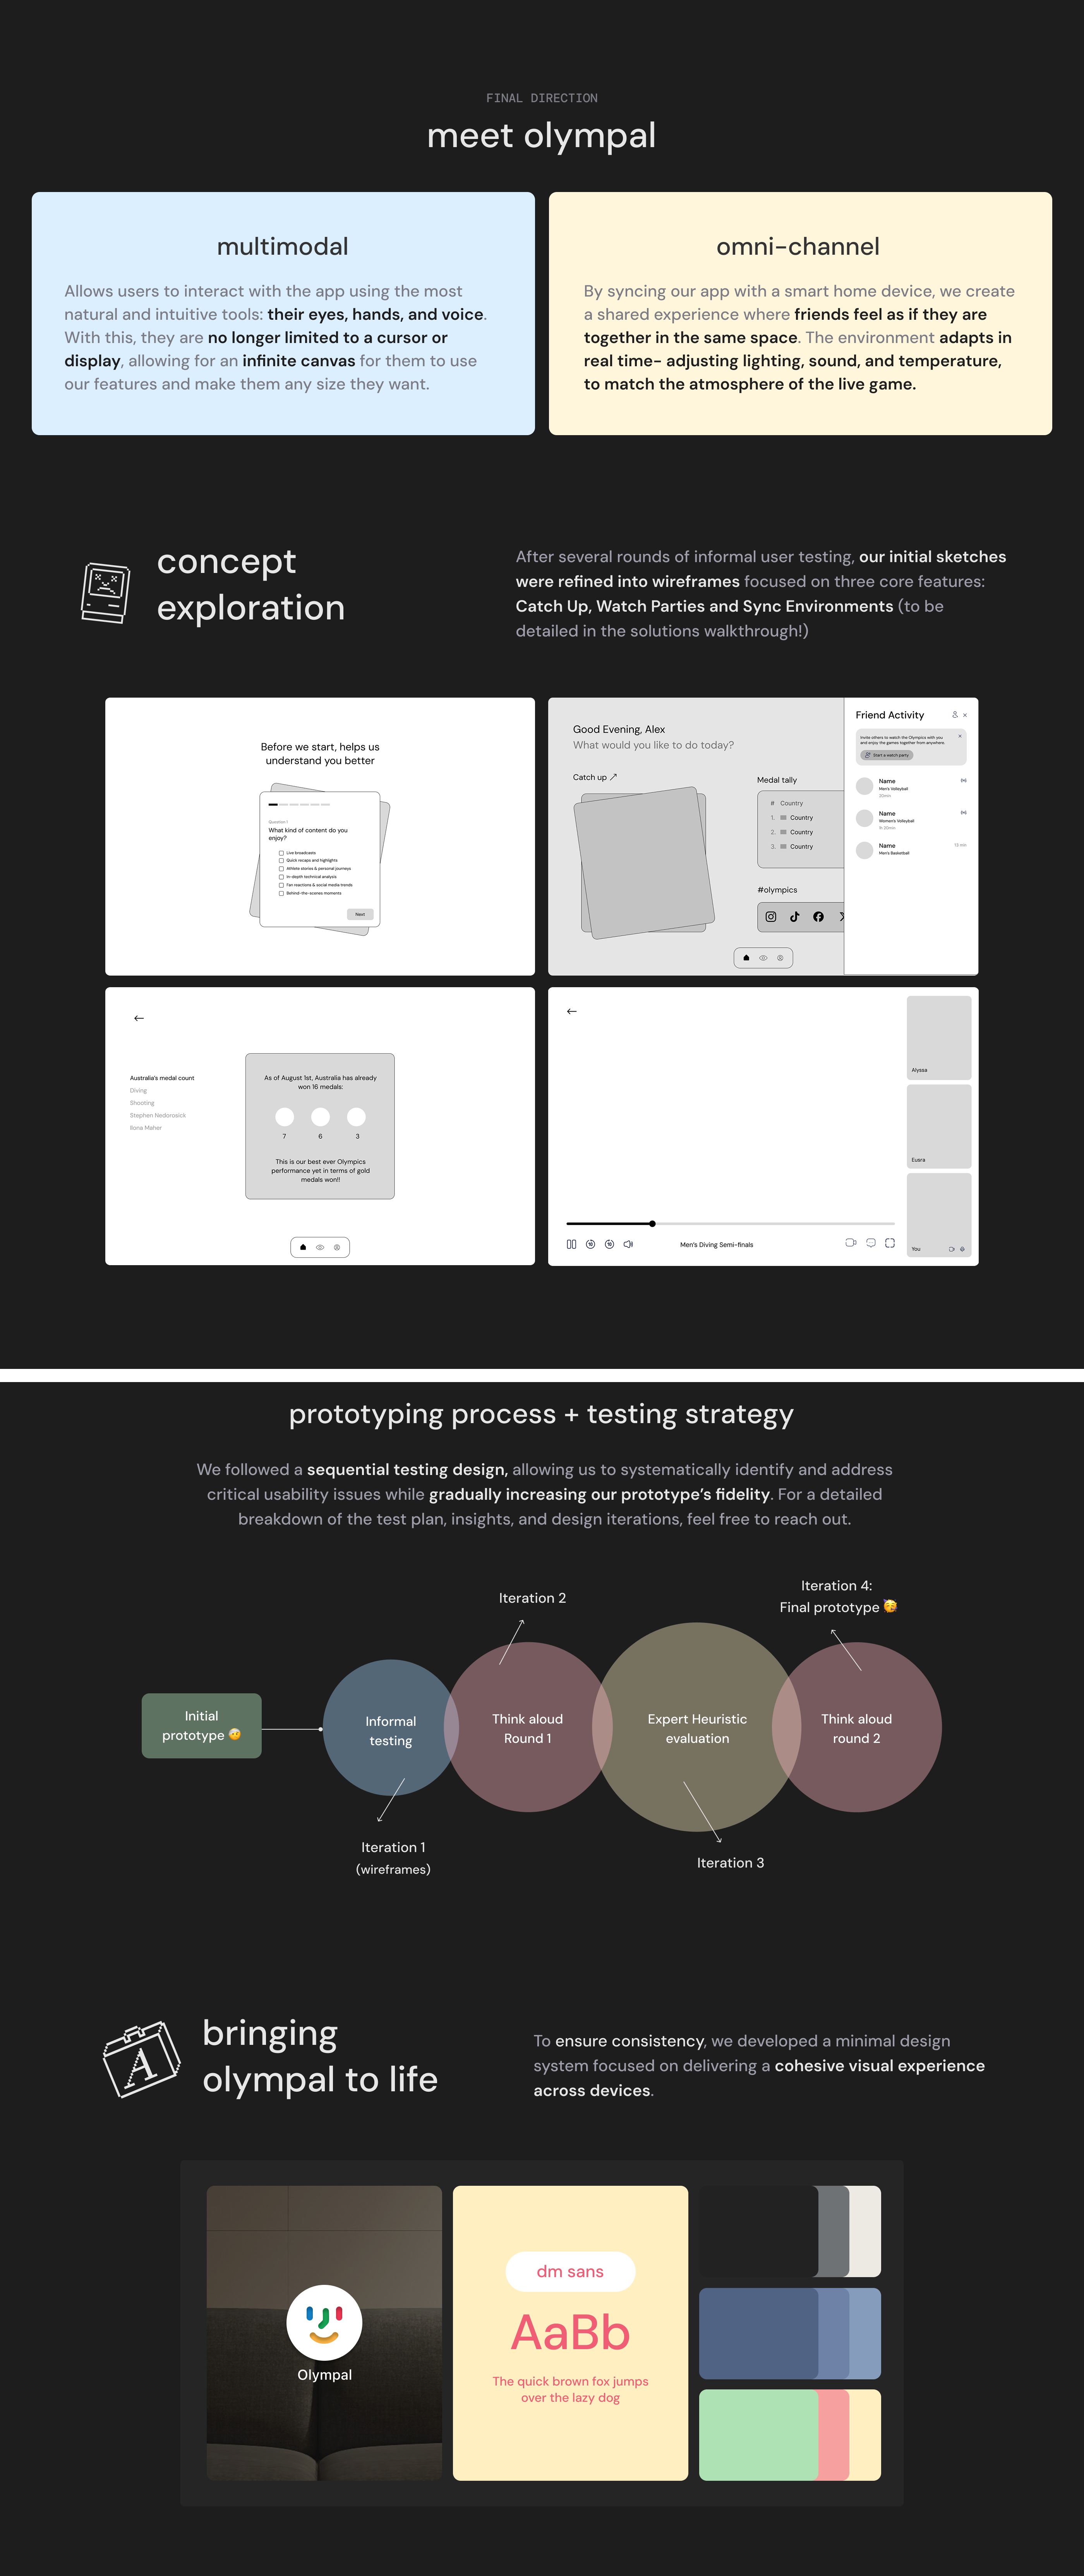 FINAL DIRECTION
meet olympal
multimodal
Allows users to interact with the app using the most
natural and intuitive tools: their eyes, hands, and voice.
With this, they are no longer limited to a cursor or
display, allowing for an infinite canvas for them to use
our features and make them any size they want.
omni-channel
By syncing our app with a smart home device, we create
a shared experience where friends feel as if they are
together in the same space. The environment adapts in
real time- adjusting lighting, sound, and temperature,
to match the atmosphere of the live game.
concept
exploration
After several rounds of informal user testing, our initial sketches
were refined into wireframes focused on three core features:
Catch Up, Watch Parties and Sync Environments (to be
detailed in the solutions walkthrough!)
Before we start, helps us
understand you better
Question 1
What kind of content do you
enjoy?
Live broadcasts
Quick recaps and highlights
Athlete stories & personal journeys
In-depth technical analysis
Fan reactions & social media trends
Behind-the-scenes moments
Next
Good Evening, Alex
What would you like to do today?
Catch up
Medal tally
# Country
1. Country
2. Country
3. Country
#olympics
Friend Activity
Invite others to watch the Olympics with you
and enjoy the games together from anywhere.
Start a watch party
Name
Men's Volleyball
20min
Name
Women's Volleyball
1h 20min
Name
13 min
Men's Basketball
Australia's medal count
Diving
Shooting
Stephen Nedorosick
Ilona Maher
As of August 1st, Australia has already
won 16 medals:
7 6 3
This is our best ever Olympics
performance yet in terms of gold
medals won!!
Alyssa
Eusra
You
10 10
Men's Diving Semi-finals
prototyping process + testing strategy
We followed a sequential testing design, allowing us to systematically identify and address
critical usability issues while gradually increasing our prototype's fidelity. For a detailed
breakdown of the test plan, insights, and design iterations, feel free to reach out.
Initial
prototype 🤕
Informal
testing
Iteration 1
(wireframes)
Iteration 2
Think aloud
Round 1
Expert Heuristic
evaluation
Iteration 3
Iteration 4:
Final prototype 🥳
Think aloud
round 2
A
bringing
olympal to life
To ensure consistency, we developed a minimal design
system focused on delivering a cohesive visual experience
across devices.
Olympal
dm sans
AaBb
The quick brown fox jumps
over the lazy dog